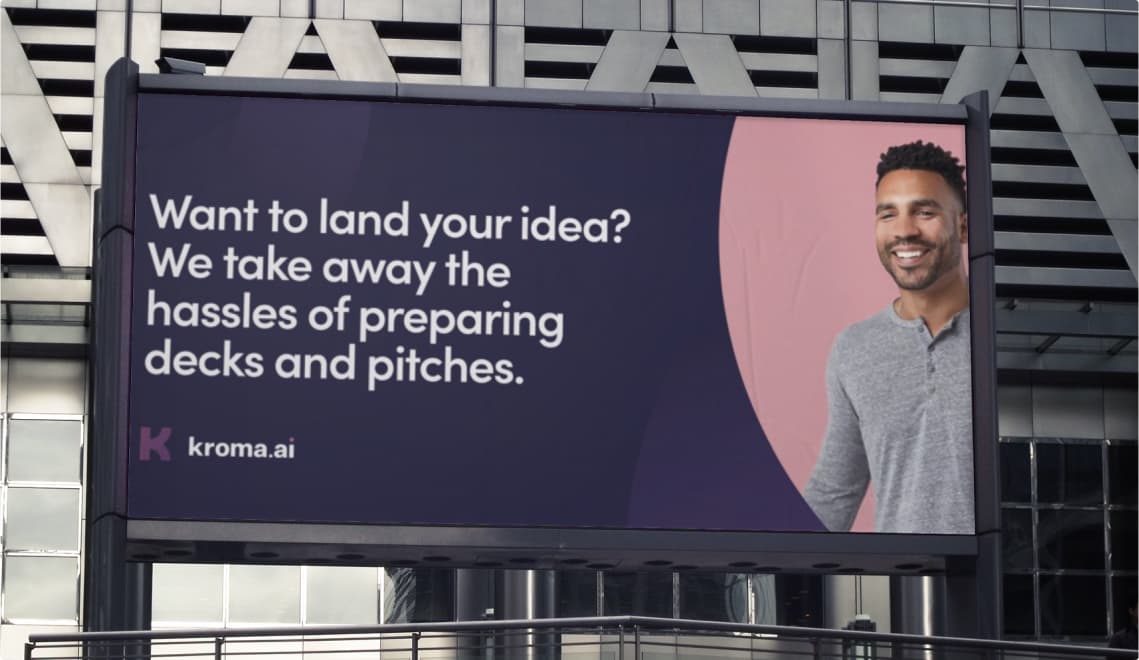 Want to land your idea?
We take away the
hassles of preparing
decks and pitches.
kroma.ai